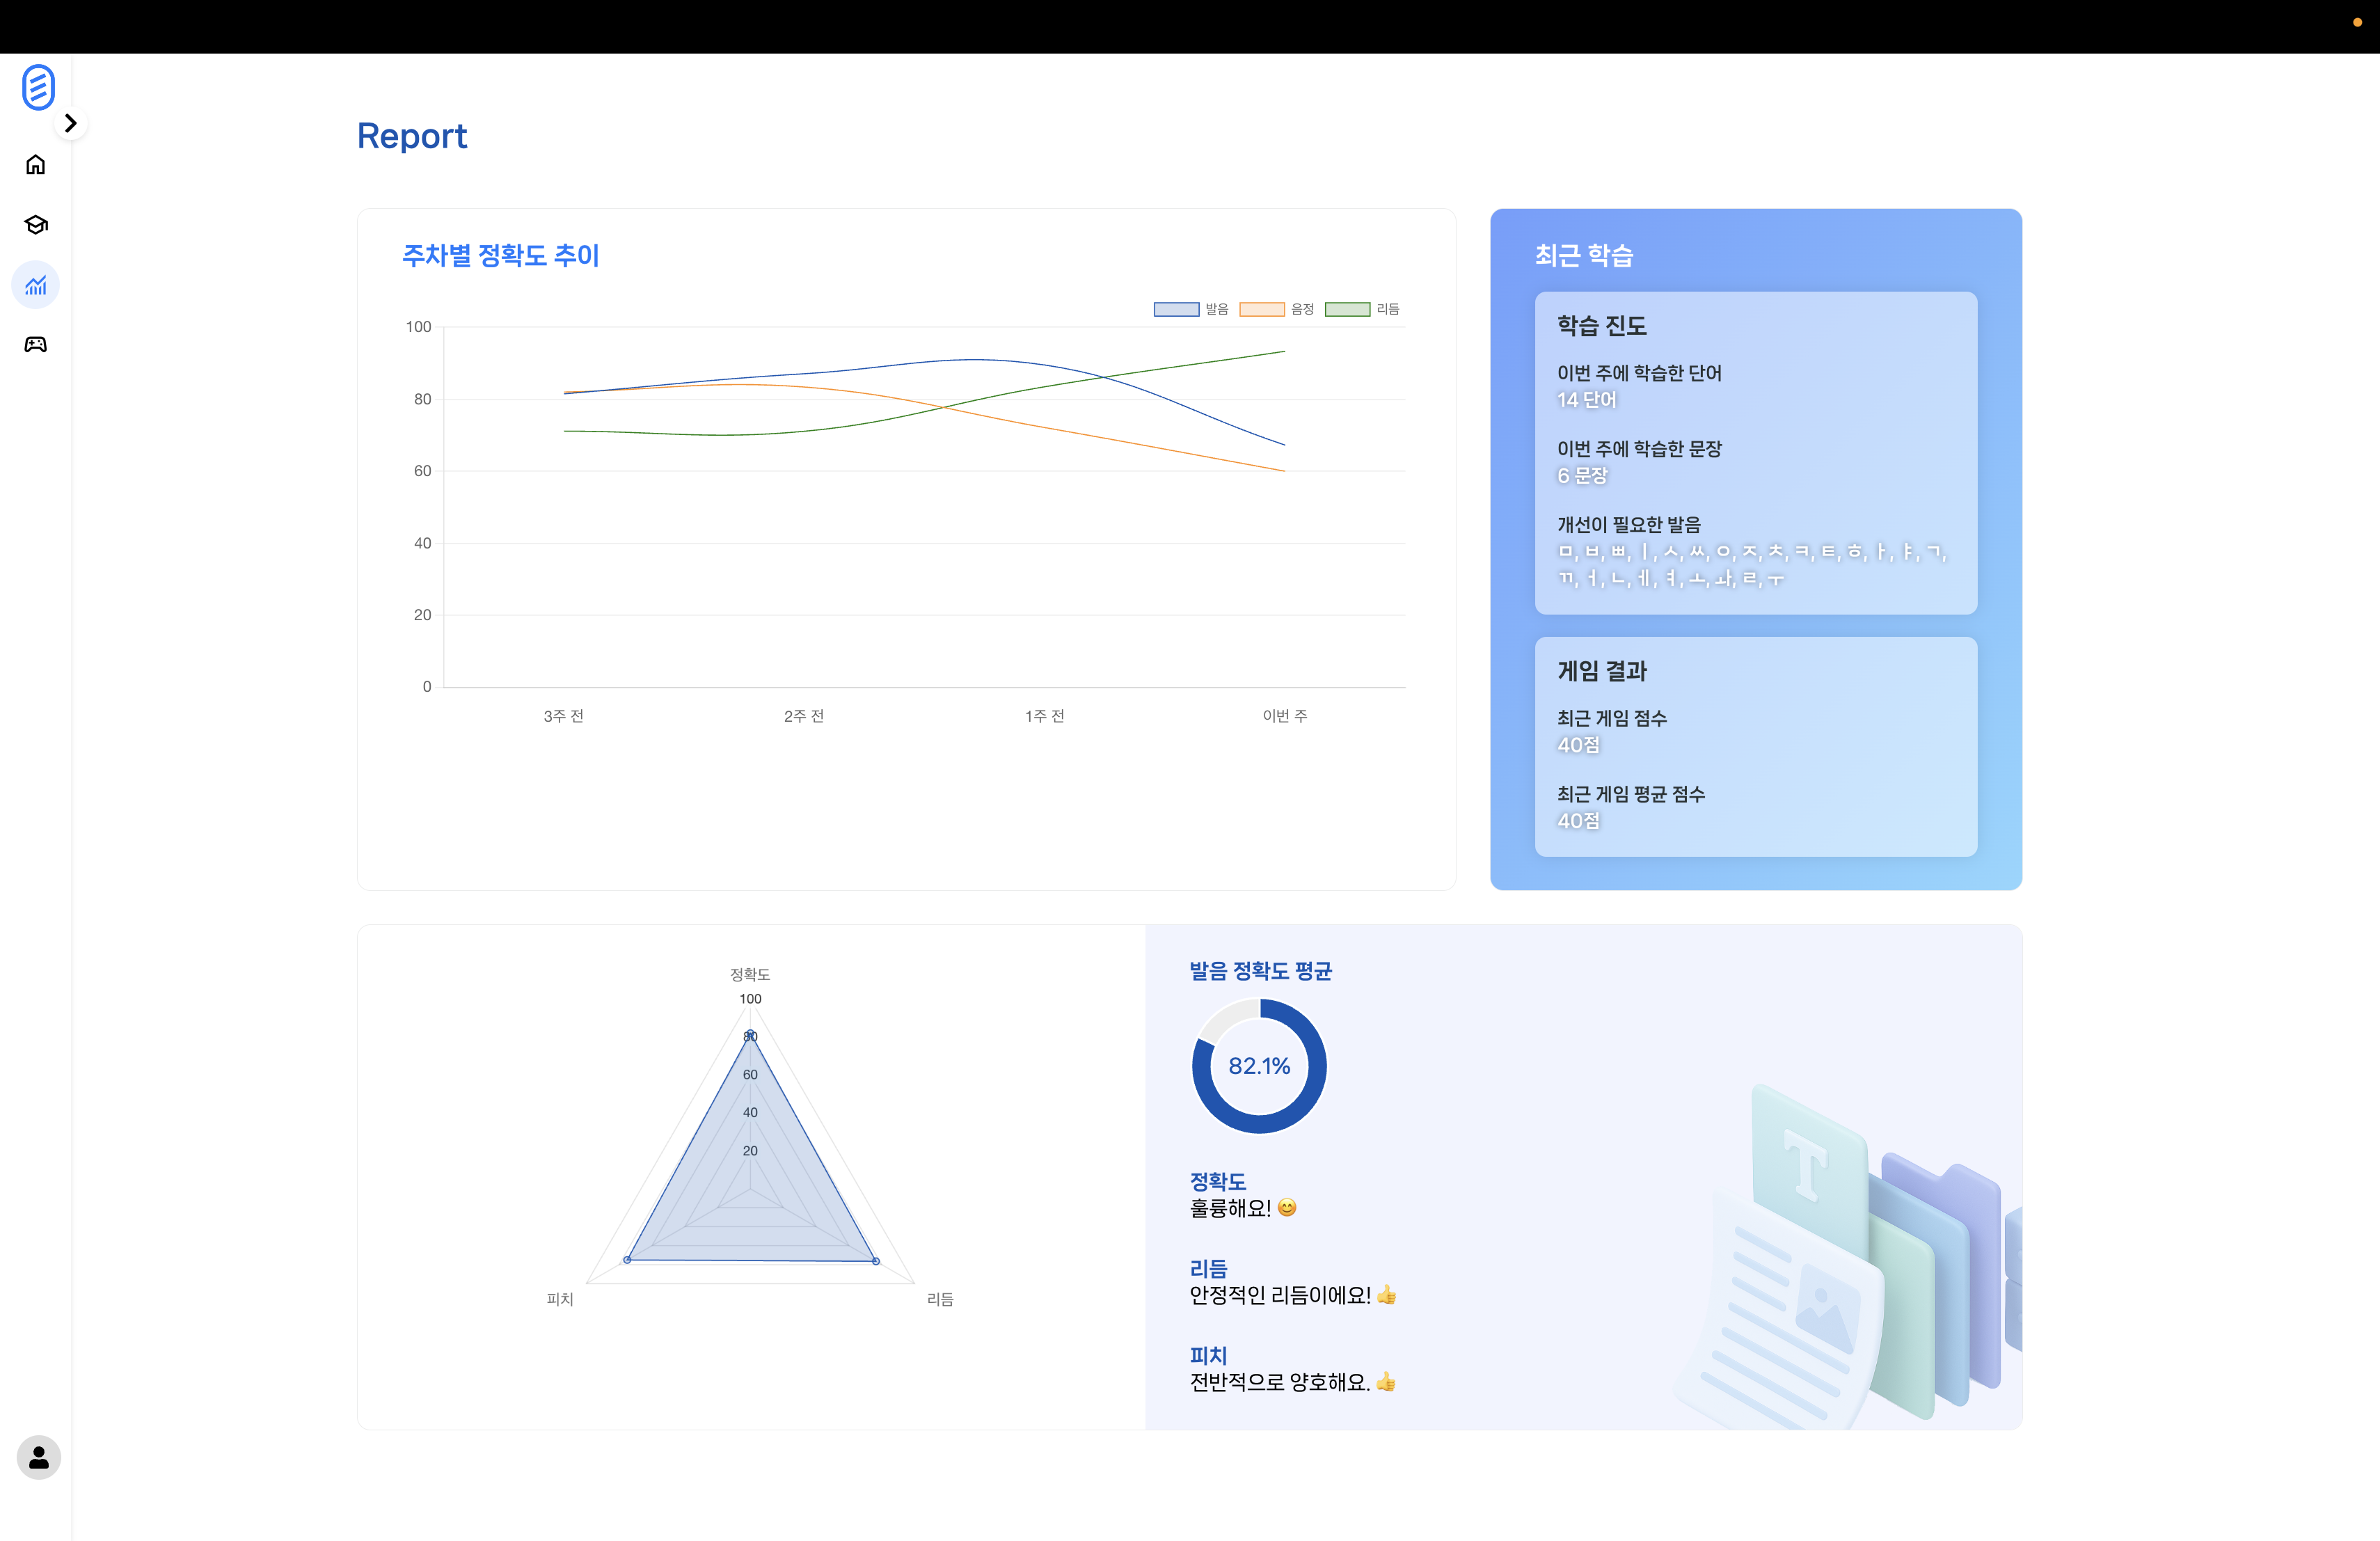 Report
주차별 정확도 추이
발음 음정 리듬
100
80
60
40
20
0
3주 전 2주 전 1주 전 이번 주
최근 학습
학습 진도
이번 주에 학습한 단어
14 단어
이번 주에 학습한 문장
6 문장
개선이 필요한 발음
ㅁ, ㅂ, ㅃ, ㅣ, ㅅ, ㅆ, ㅇ, ㅈ, ㅊ, ㅋ, ㅌ, ㅎ, ㅏ, ㅑ, ㄱ,
ㄲ, ㅓ, ㄴ, ㅔ, ㅕ, ㅗ, ㅘ, ㄹ, ㅜ
게임 결과
최근 게임 점수
40점
최근 게임 평균 점수
40점
정확도
100
80
60
40
20
피치 리듬
발음 정확도 평균
82.1%
정확도
훌륭해요! 😊
리듬
안정적인 리듬이에요! 👍
피치
전반적으로 양호해요. 👍
T